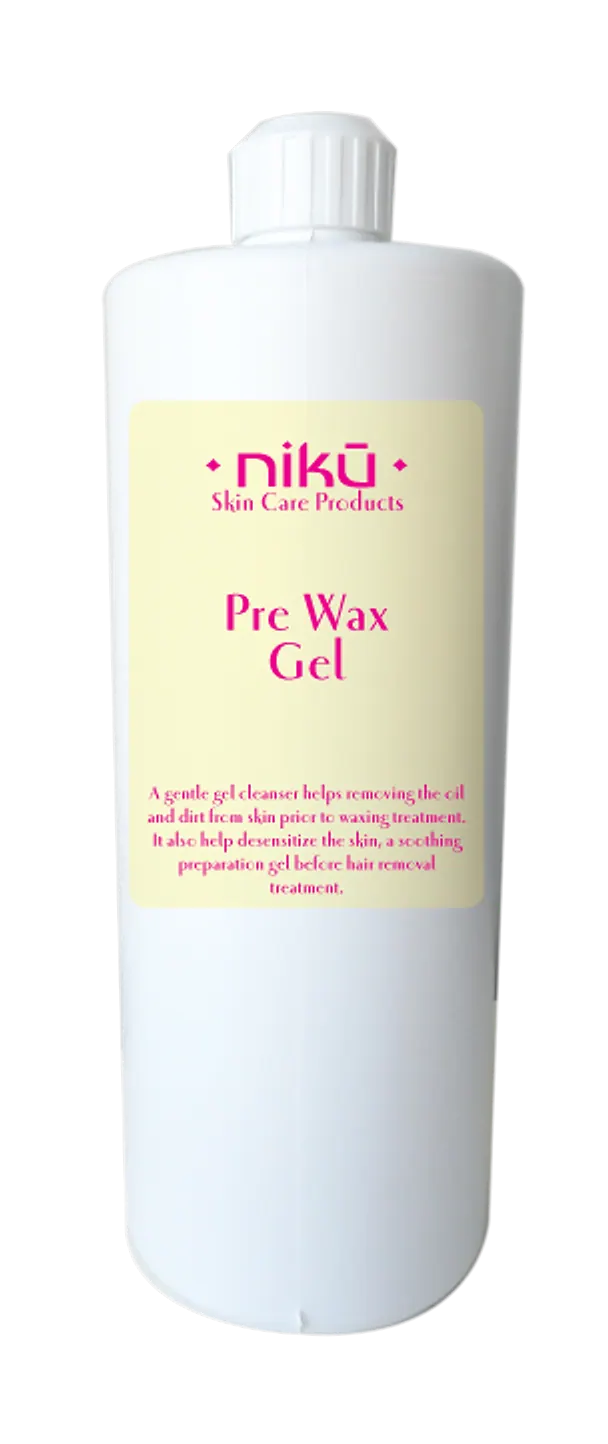 nikū
Skin Care Products
Pre Wax
Gel
A gentle gel cleanser helps removing the oil
and dirt from skin prior to waxing treatment.
It also help desensitize the skin, a soothing
preparation gel before hair removal
treatment.